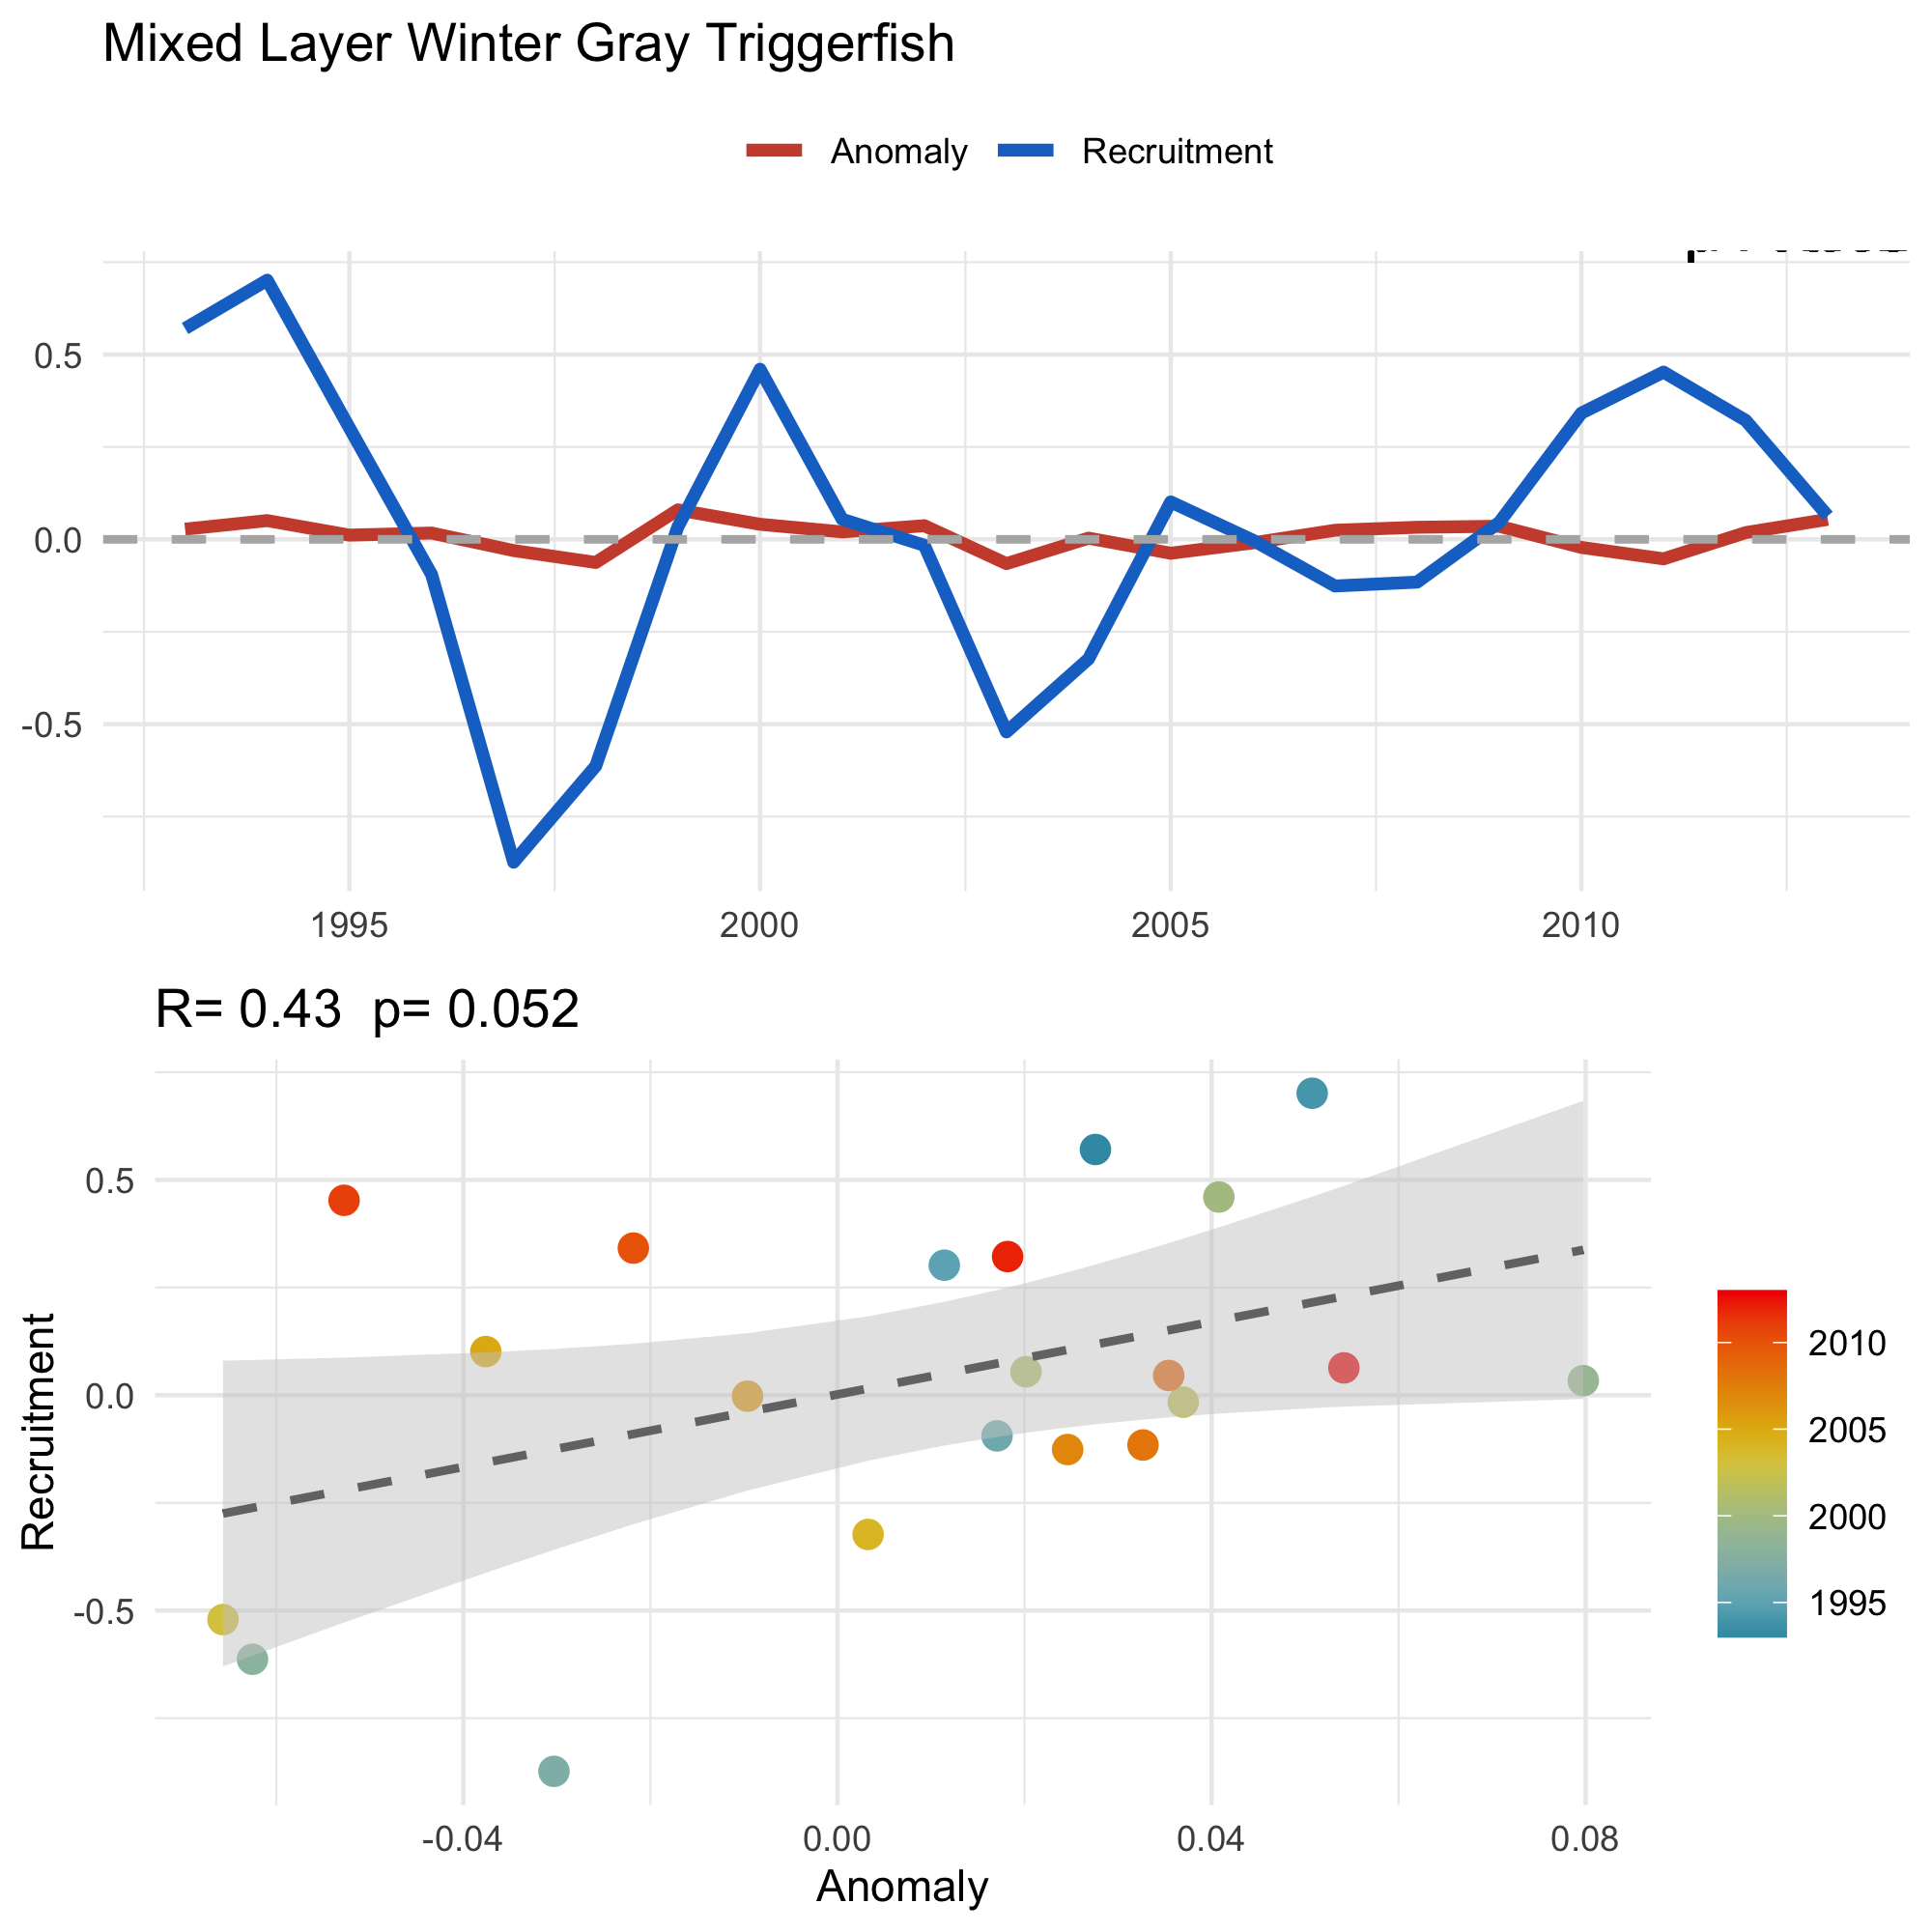 Mixed Layer Winter Gray Triggerfish
Anomaly Recruitment
0.5
0.0
-0.5
1995 2000 2005 2010
R= 0.43 p= 0.052
Recruitment
0.5
0.0
-0.5
-0.04 0.00 0.04 0.08
Anomaly
2010
2005
2000
1995